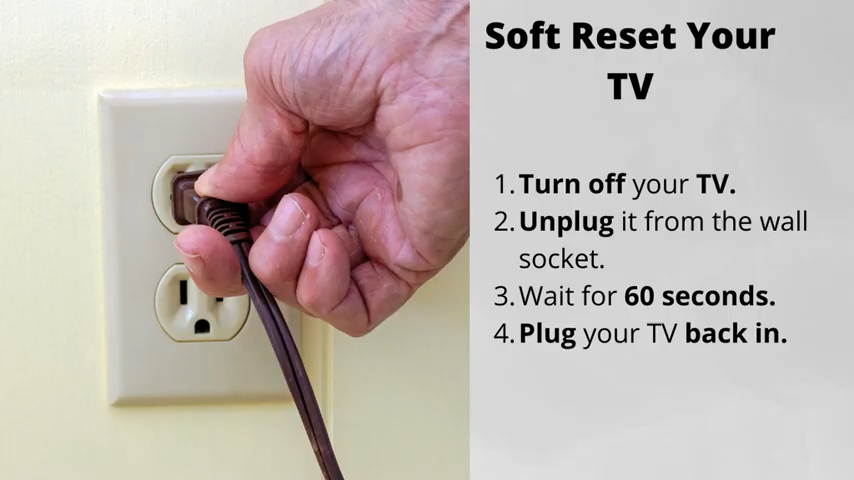 Soft Reset Your
TV
1. Turn off your TV.
2. Unplug it from the wall
socket.
3. Wait for 60 seconds.
4. Plug your TV back in.